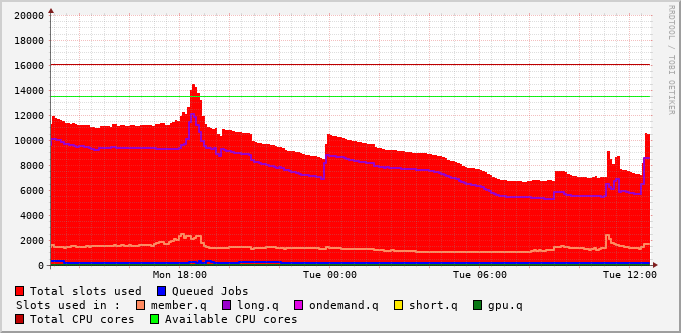 RRDTOOL / TOBI OETIKER
20000
18000
16000
14000
12000
10000
8000
6000
4000
2000
0
Mon 18:00 Tue 00:00 Tue 06:00 Tue 12:00
Total slots used Queued Jobs
Slots used in : member.q long.q ondemand.q short.q gpu.q
Total CPU cores Available CPU cores